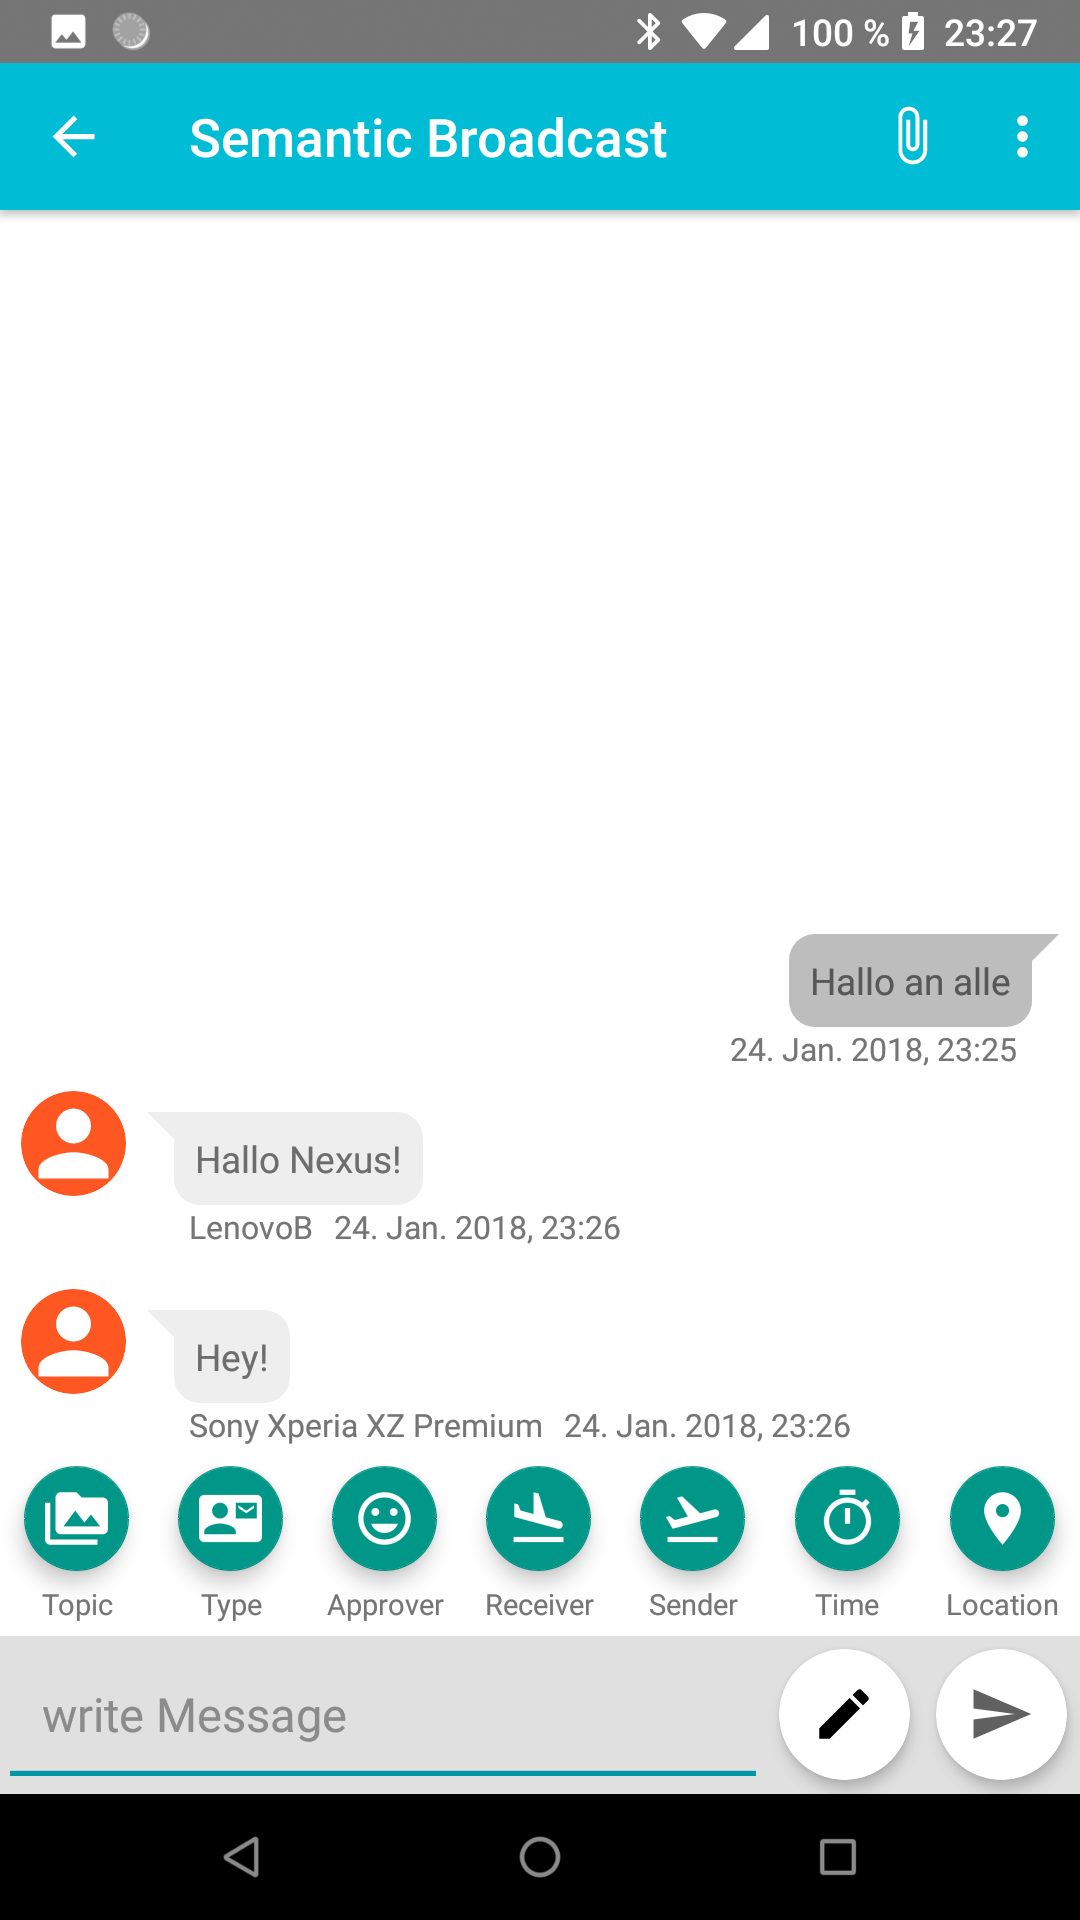 100 % 23:27
Semantic Broadcast
Hallo an alle
24. Jan. 2018, 23:25
Hallo Nexus!
LenovoB 24. Jan. 2018, 23:26
Hey!
Sony Xperia XZ Premium 24. Jan. 2018, 23:26
Topic Type Approver Receiver Sender Time Location
write Message